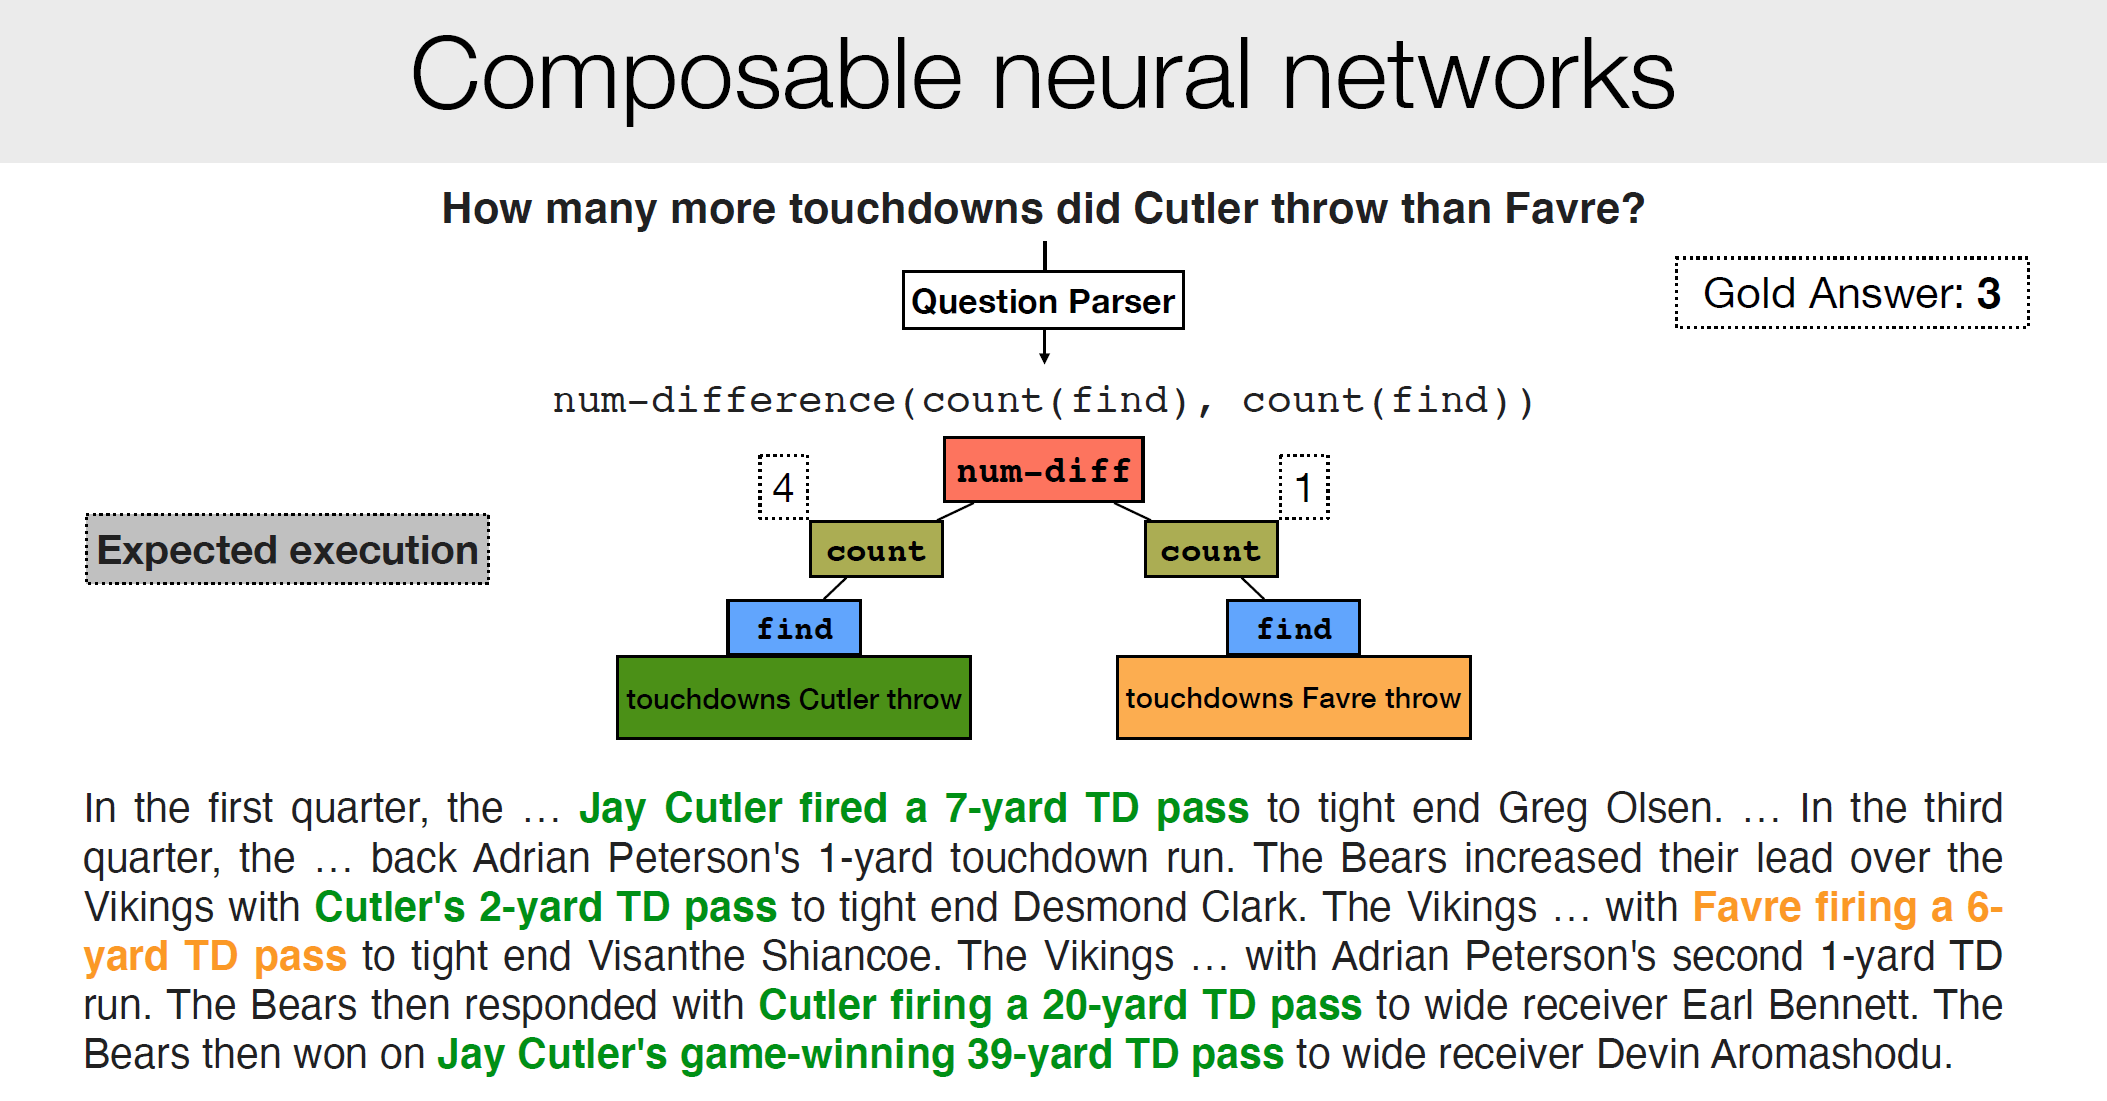 Composable neural networks
How many more touchdowns did Cutler throw than Favre?
Question Parser
Gold Answer: 3
num-difference(count(find), count(find))
num-diff
4
1
count
count
Expected execution
find
find
touchdowns Cutler throw
touchdowns Favre throw
In the first quarter, the … Jay Cutler fired a 7-yard TD pass to tight end Greg Olsen. … In the third
quarter, the … back Adrian Peterson's 1-yard touchdown run. The Bears increased their lead over the
Vikings with Cutler's 2-yard TD pass to tight end Desmond Clark. The Vikings … with Favre firing a 6-
yard TD pass to tight end Visanthe Shiancoe. The Vikings … with Adrian Peterson's second 1-yard TD
run. The Bears then responded with Cutler firing a 20-yard TD pass to wide receiver Earl Bennett. The
Bears then won on Jay Cutler's game-winning 39-yard TD pass to wide receiver Devin Aromashodu.